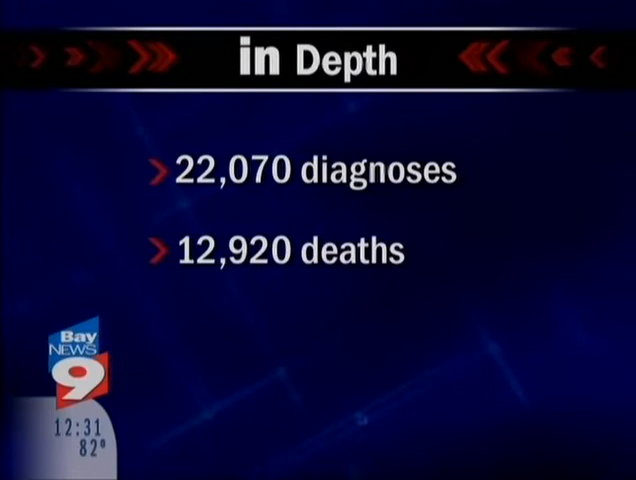 in Depth
22,070 diagnoses
12,920 deaths
Bay
NEWS
9
12:31
82°